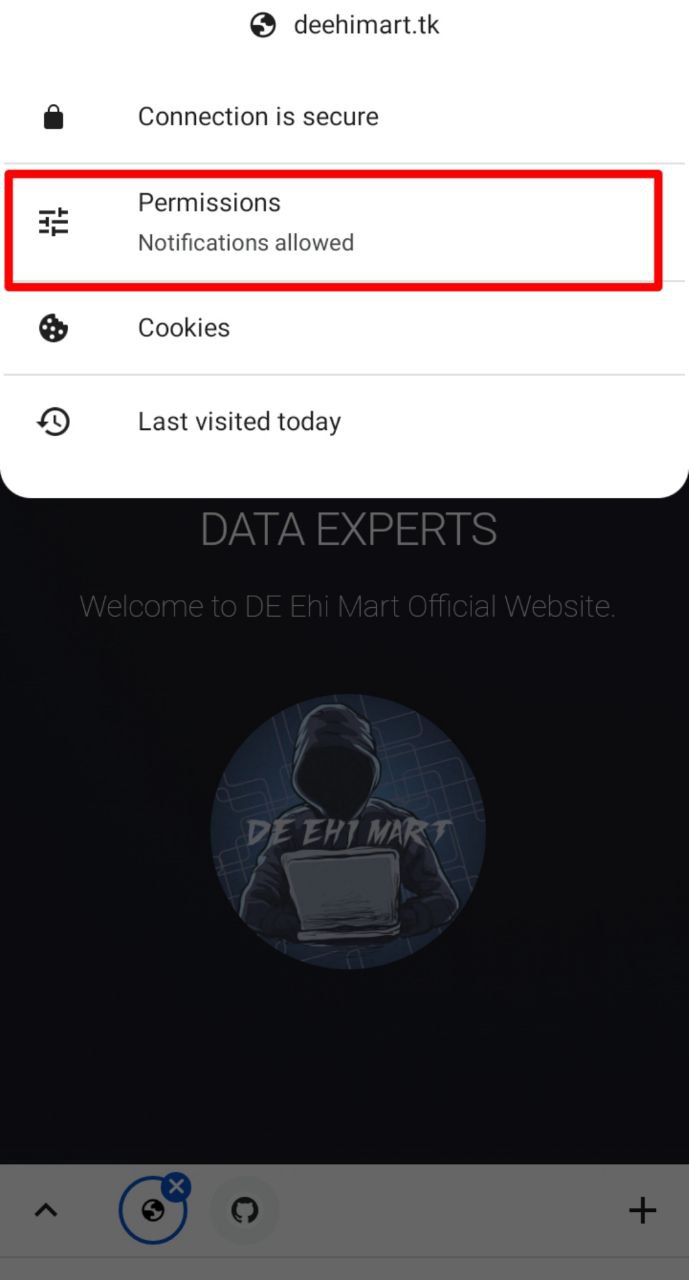 deehimart.tk
Connection is secure
Permissions
Notifications allowed
Cookies
Last visited today
DATA EXPERTS
Welcome to DE Ehi Mart Official Website.
DE EHI MART